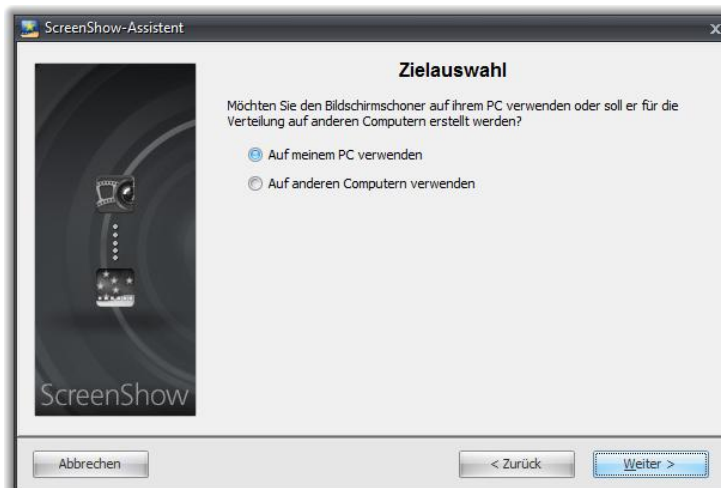 ScreenShow-Assistent
x
Zielauswahl
Möchten Sie den Bildschirmschoner auf ihrem PC verwenden oder soll er für die
Verteilung auf anderen Computern erstellt werden?
Auf meinem PC verwenden
Auf anderen Computern verwenden
ScreenShow
Abbrechen
< Zurück
Weiter >